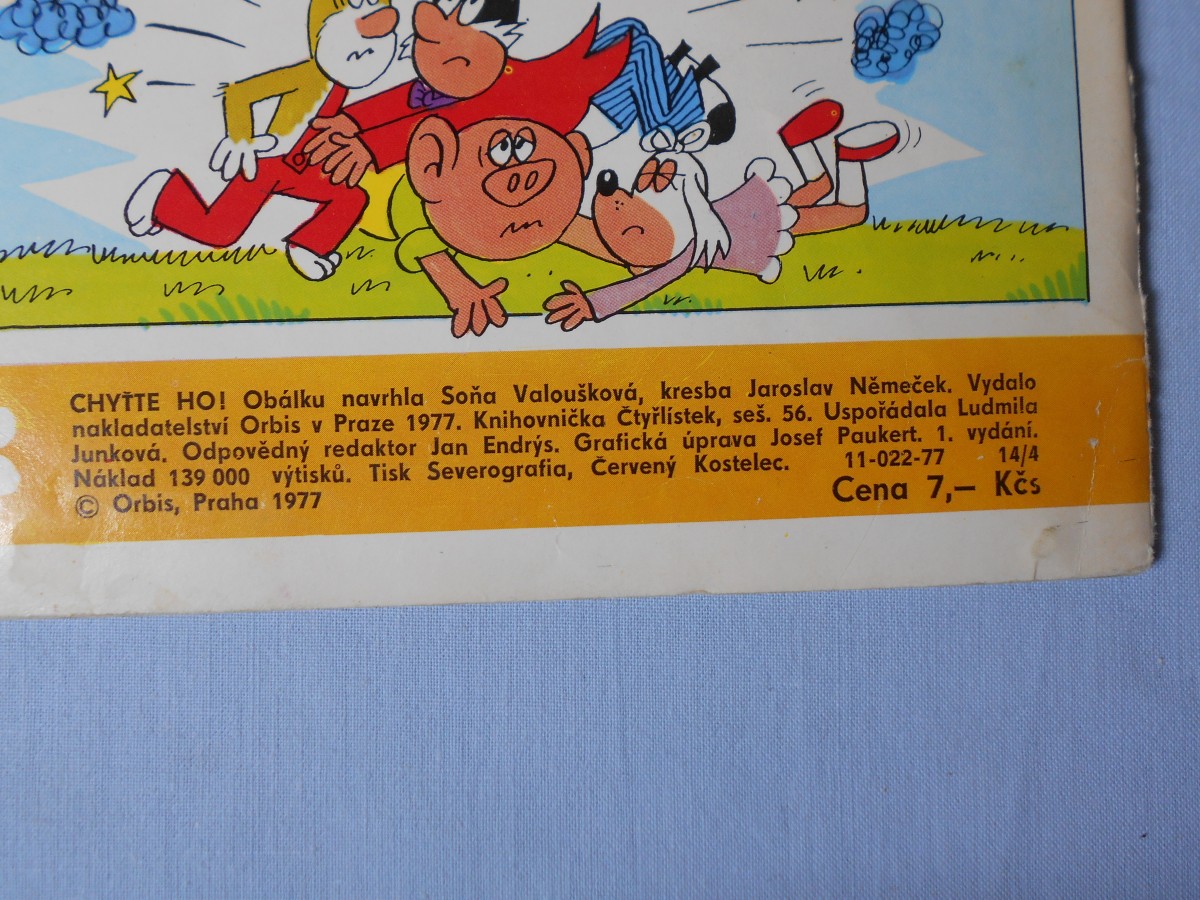 CHYŤTE HO! Obálku navrhla Soňa Valoušková, kresba Jaroslav Němeček. Vydalo
nakladatelství Orbis v Praze 1977. Knihovnička Čtyřlístek, seš. 56. Uspořádala Ludmila
Junková. Odpovědný redaktor Jan Endrýs. Grafická úprava Josef Paukert. 1. vydání.
Náklad 139 000 výtisků. Tisk Severografia, Červený Kostelec. 11-022-77 14/4
© Orbis, Praha 1977 Cena 7,— Kčs